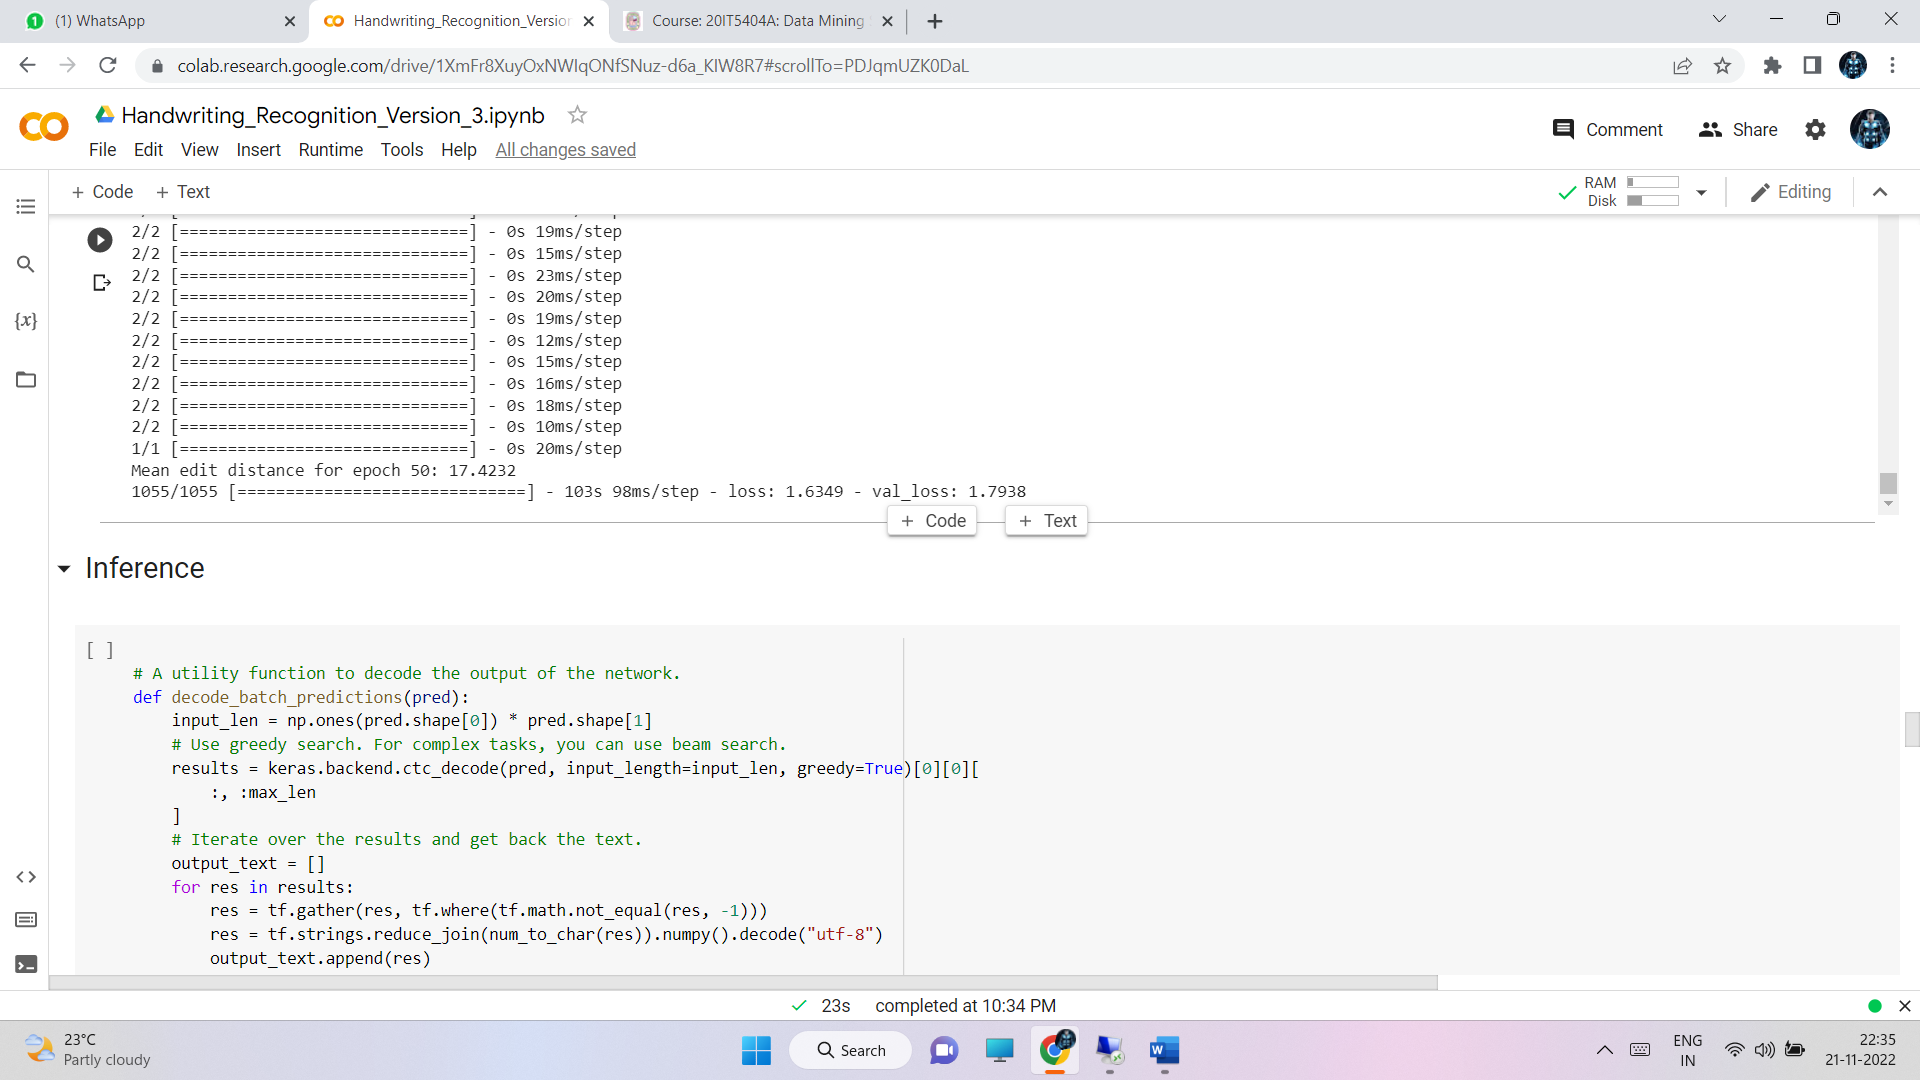 (1) WhatsApp
Handwriting_Recognition_Version
Course: 20IT5404A: Data Mining
colab.research.google.com/drive/1XmFr8XuyOxNWIqONfSNuz-d6a_KIW8R7#scrollTo=PDJqmUZK0DaL
Handwriting_Recognition_Version_3.ipynb
Comment
Share
File Edit View Insert Runtime Tools Help All changes saved
+ Code + Text
RAM
Disk
Editing
2/2 [==============================] - 0s 19ms/step
2/2 [==============================] - 0s 15ms/step
2/2 [==============================] - 0s 23ms/step
2/2 [==============================] - 0s 20ms/step
2/2 [==============================] - 0s 19ms/step
2/2 [==============================] - 0s 12ms/step
2/2 [==============================] - 0s 15ms/step
2/2 [==============================] - 0s 16ms/step
2/2 [==============================] - 0s 18ms/step
2/2 [==============================] - 0s 10ms/step
1/1 [==============================] - 0s 20ms/step
Mean edit distance for epoch 50: 17.4232
1055/1055 [==============================] - 103s 98ms/step - loss: 1.6349 - val_loss: 1.7938
+ Code + Text
Inference
[ ]
# A utility function to decode the output of the network.
def decode_batch_predictions(pred):
    input_len = np.ones(pred.shape[0]) * pred.shape[1]
    # Use greedy search. For complex tasks, you can use beam search.
    results = keras.backend.ctc_decode(pred, input_length=input_len, greedy=True)[0][0][
        :, :max_len
    ]
    # Iterate over the results and get back the text.
    output_text = []
    for res in results:
        res = tf.gather(res, tf.where(tf.math.not_equal(res, -1)))
        res = tf.strings.reduce_join(num_to_char(res)).numpy().decode("utf-8")
        output_text.append(res)
23s completed at 10:34 PM
23°C
Partly cloudy
Search
ENG
IN
22:35
21-11-2022